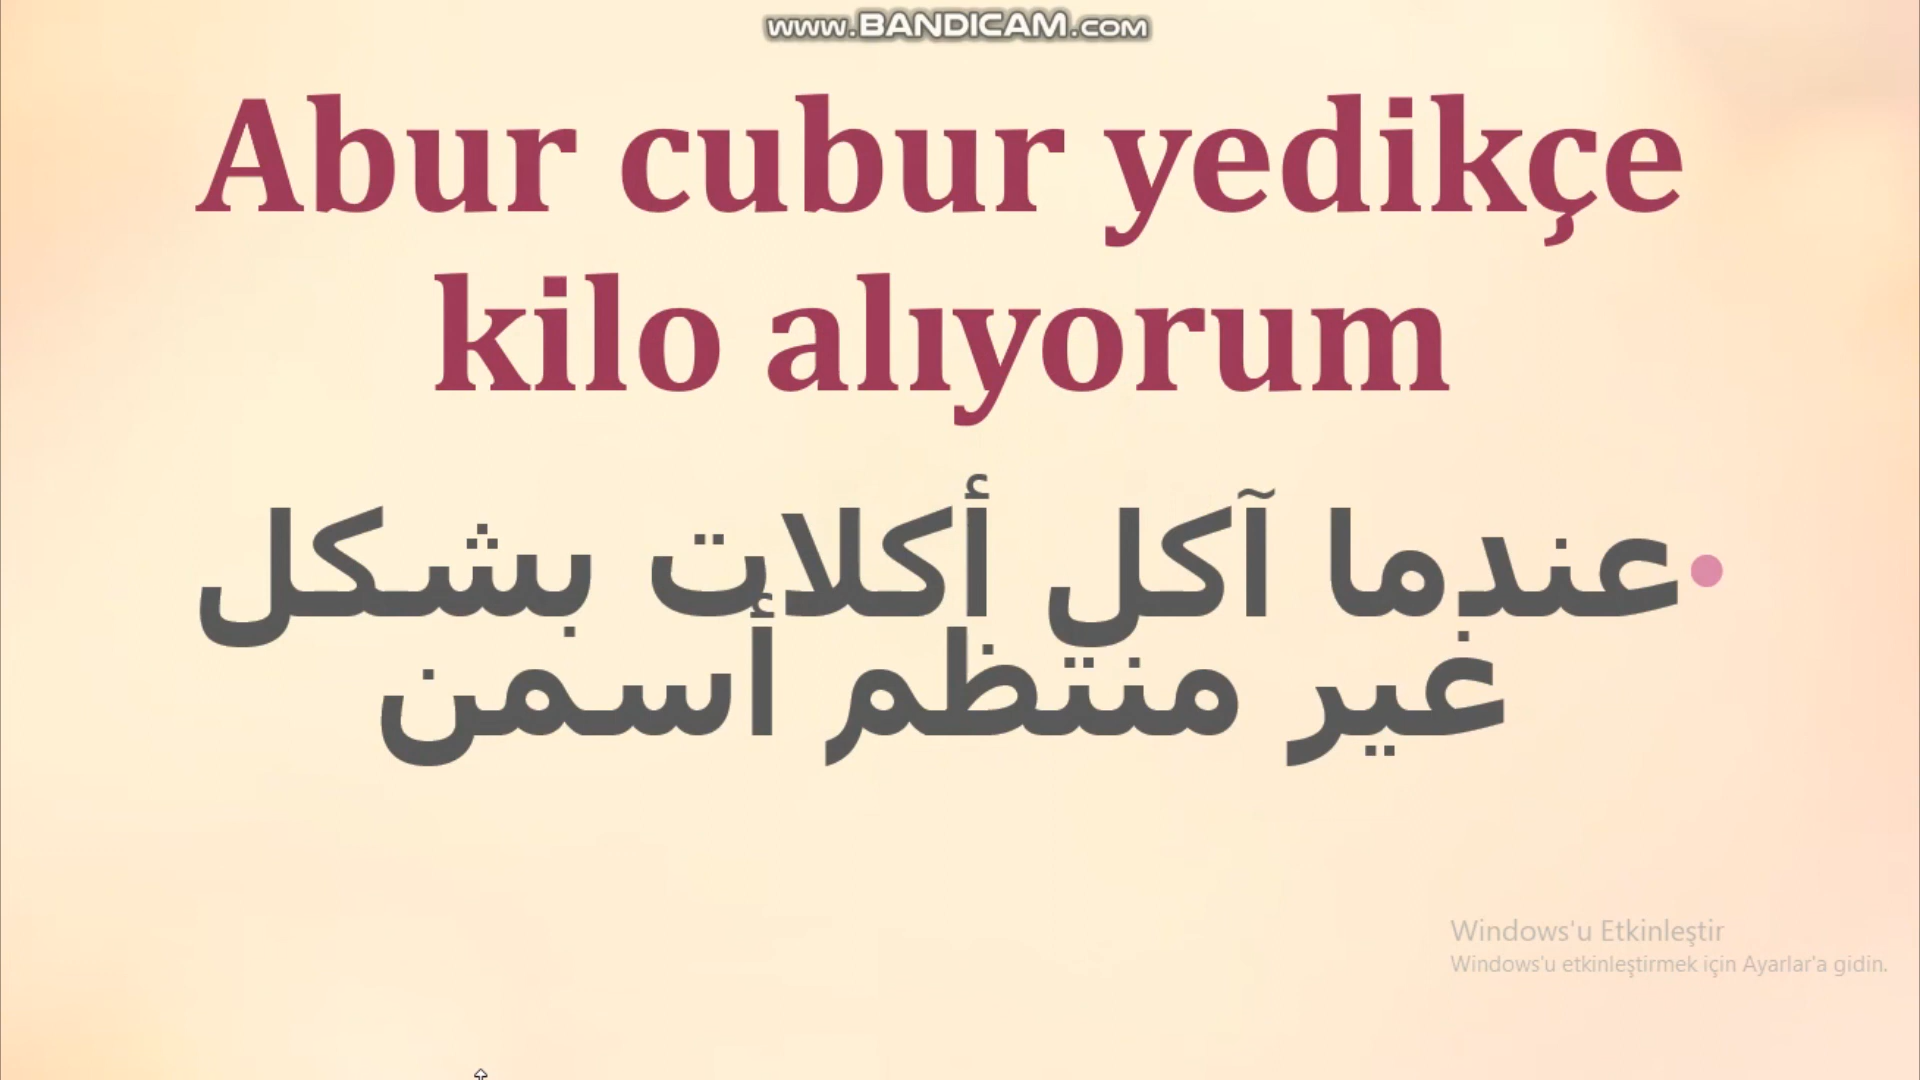 www.BANDICAM.com
Abur cubur yedikçe
kilo alıyorum
•عندما آكل أكلات بشكل
غير منتظم أسمن
Windows'u Etkinleştir
Windows'u etkinleştirmek için Ayarlar'a gidin.